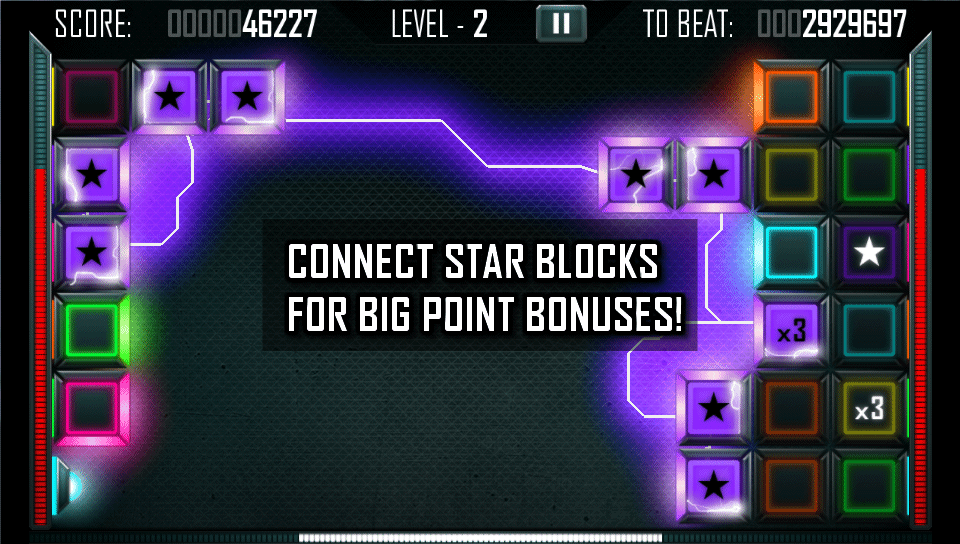 SCORE: 0000046227 LEVEL - 2 TO BEAT: 0002929697
CONNECT STAR BLOCKS
FOR BIG POINT BONUSES!
x3
x3